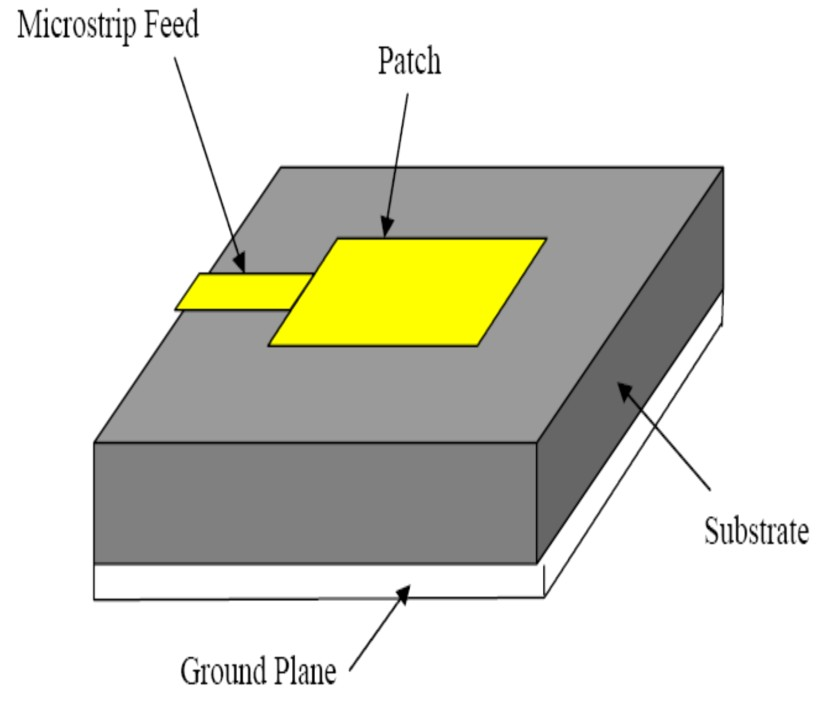 Microstrip Feed
Patch
Substrate
Ground Plane